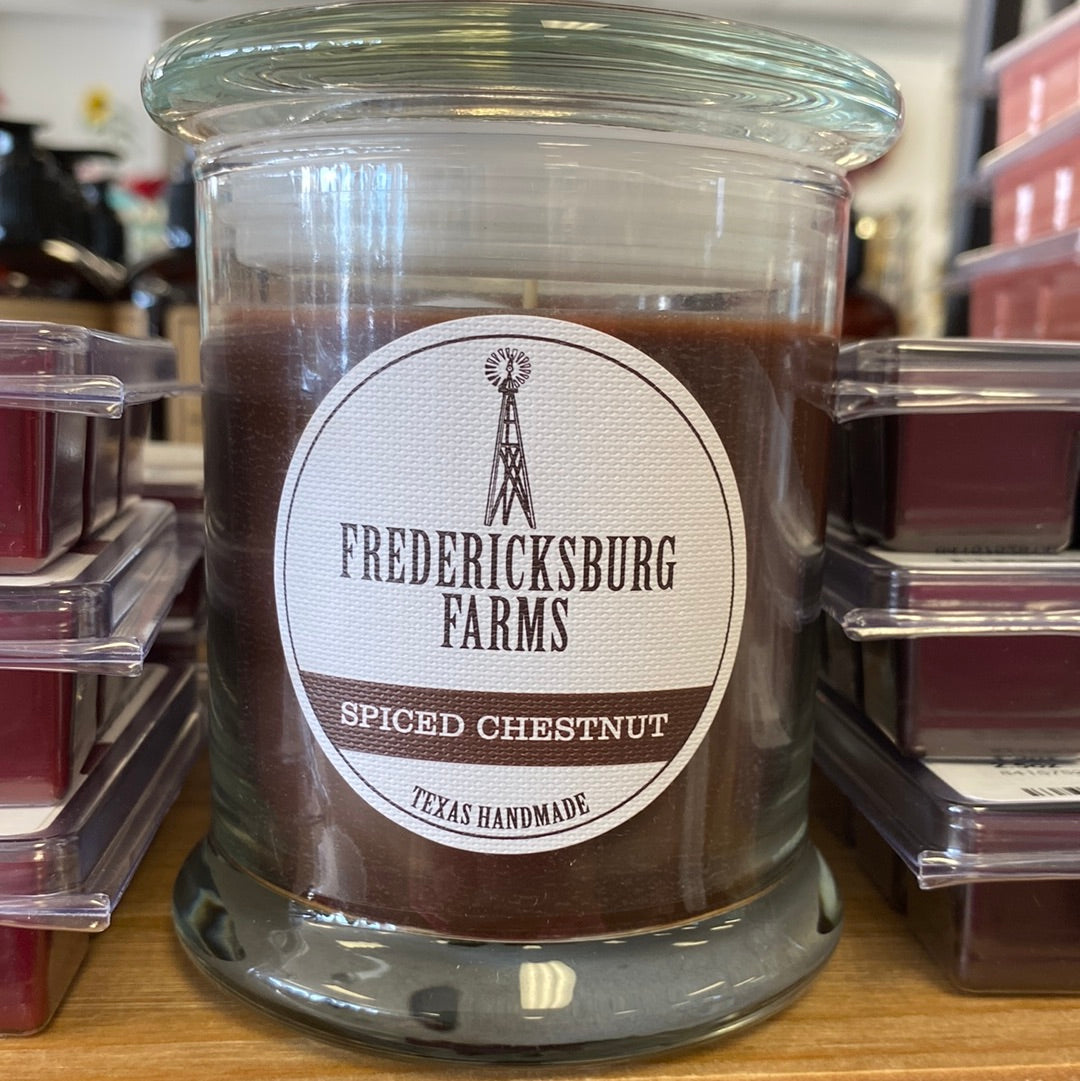 FREDERICKSBURG
FARMS
SPICED CHESTNUT
TEXAS HANDMADE